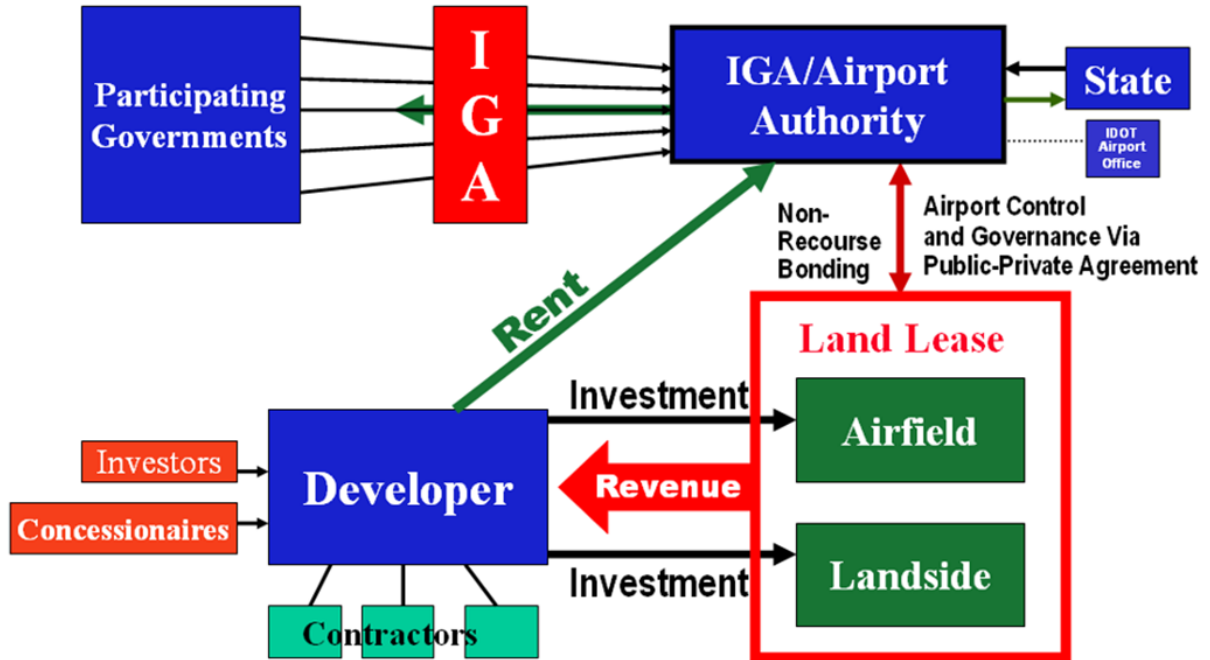 Participating
Governments
I
G
A
IGA/Airport
Authority
State
IDOT
Airport
Office
Non-
Recourse
Bonding
Airport Control
and Governance Via
Public-Private Agreement
Rent
Land Lease
Investment
Airfield
Investors
Developer
Revenue
Concessionaires
Landside
Investment
Contractors